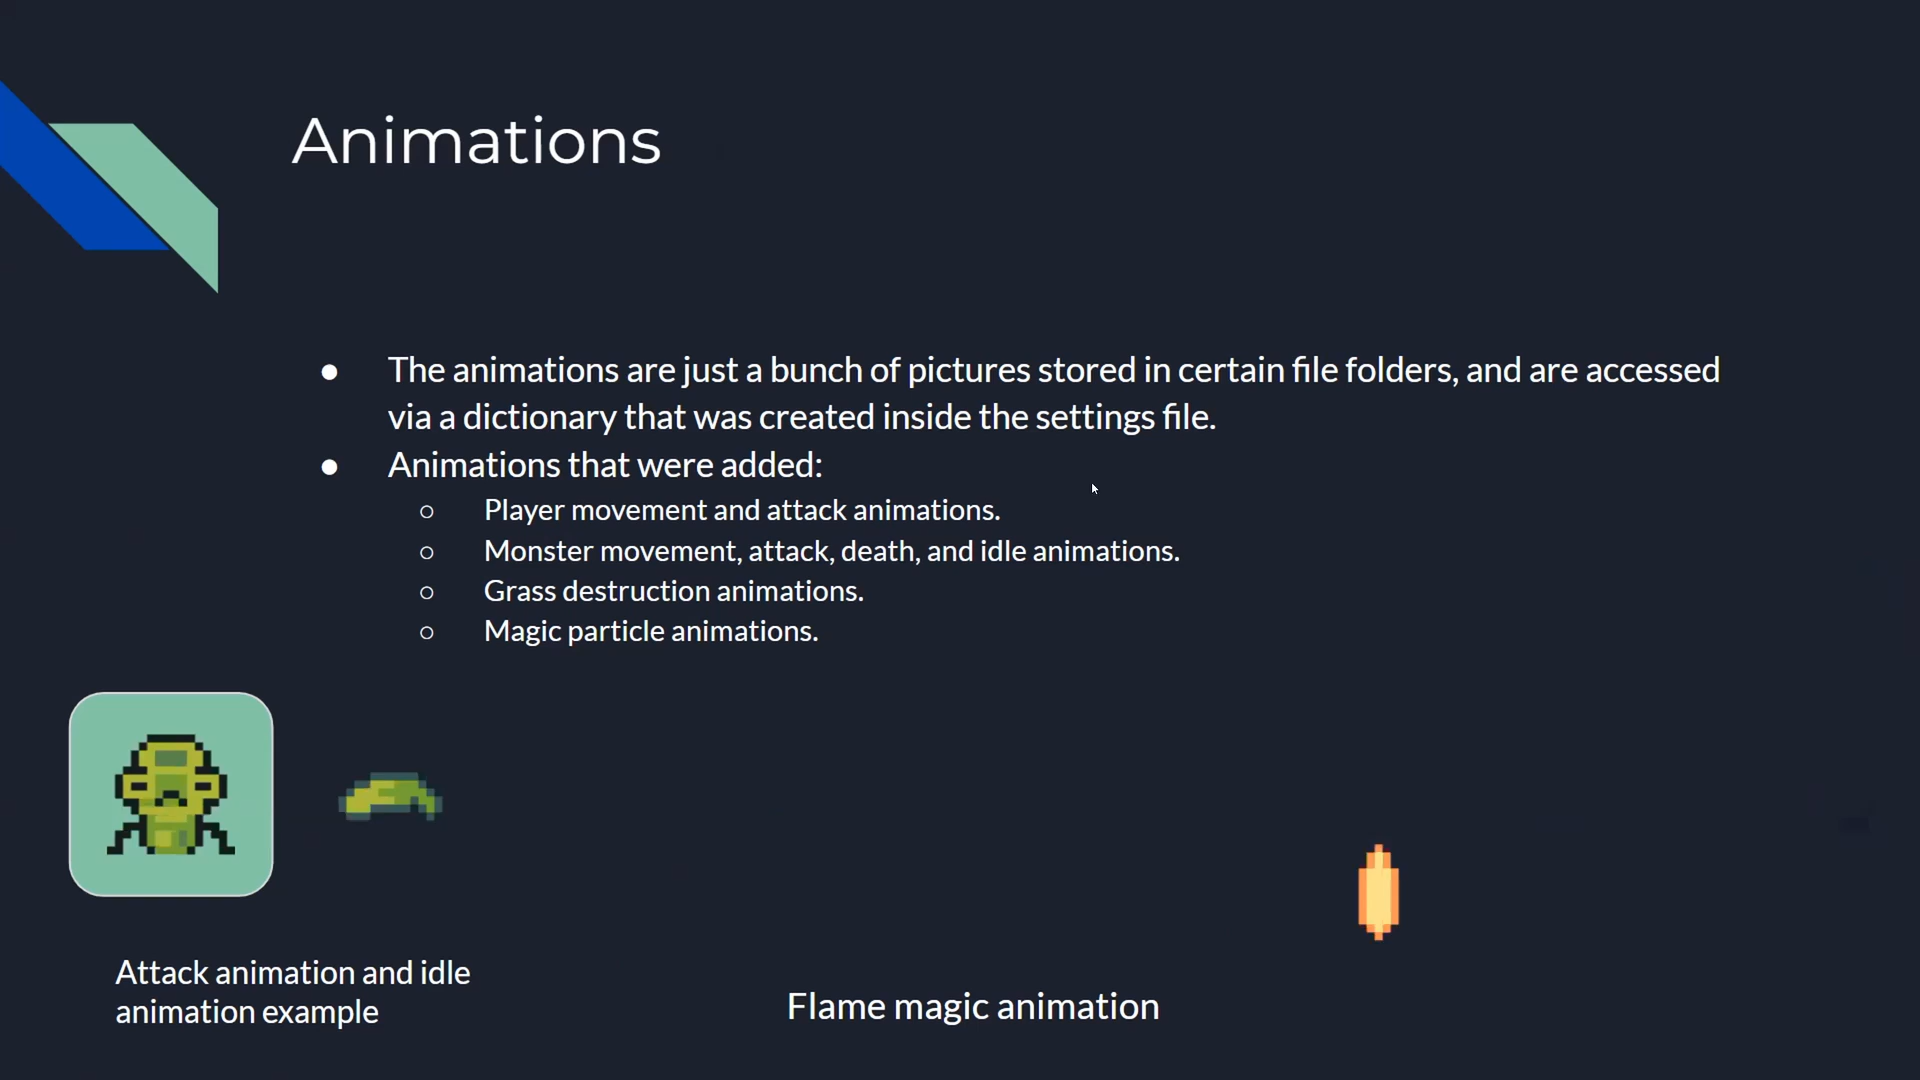 Animations
● The animations are just a bunch of pictures stored in certain file folders, and are accessed
via a dictionary that was created inside the settings file.
● Animations that were added:
○ Player movement and attack animations.
○ Monster movement, attack, death, and idle animations.
○ Grass destruction animations.
○ Magic particle animations.
Attack animation and idle
animation example
Flame magic animation